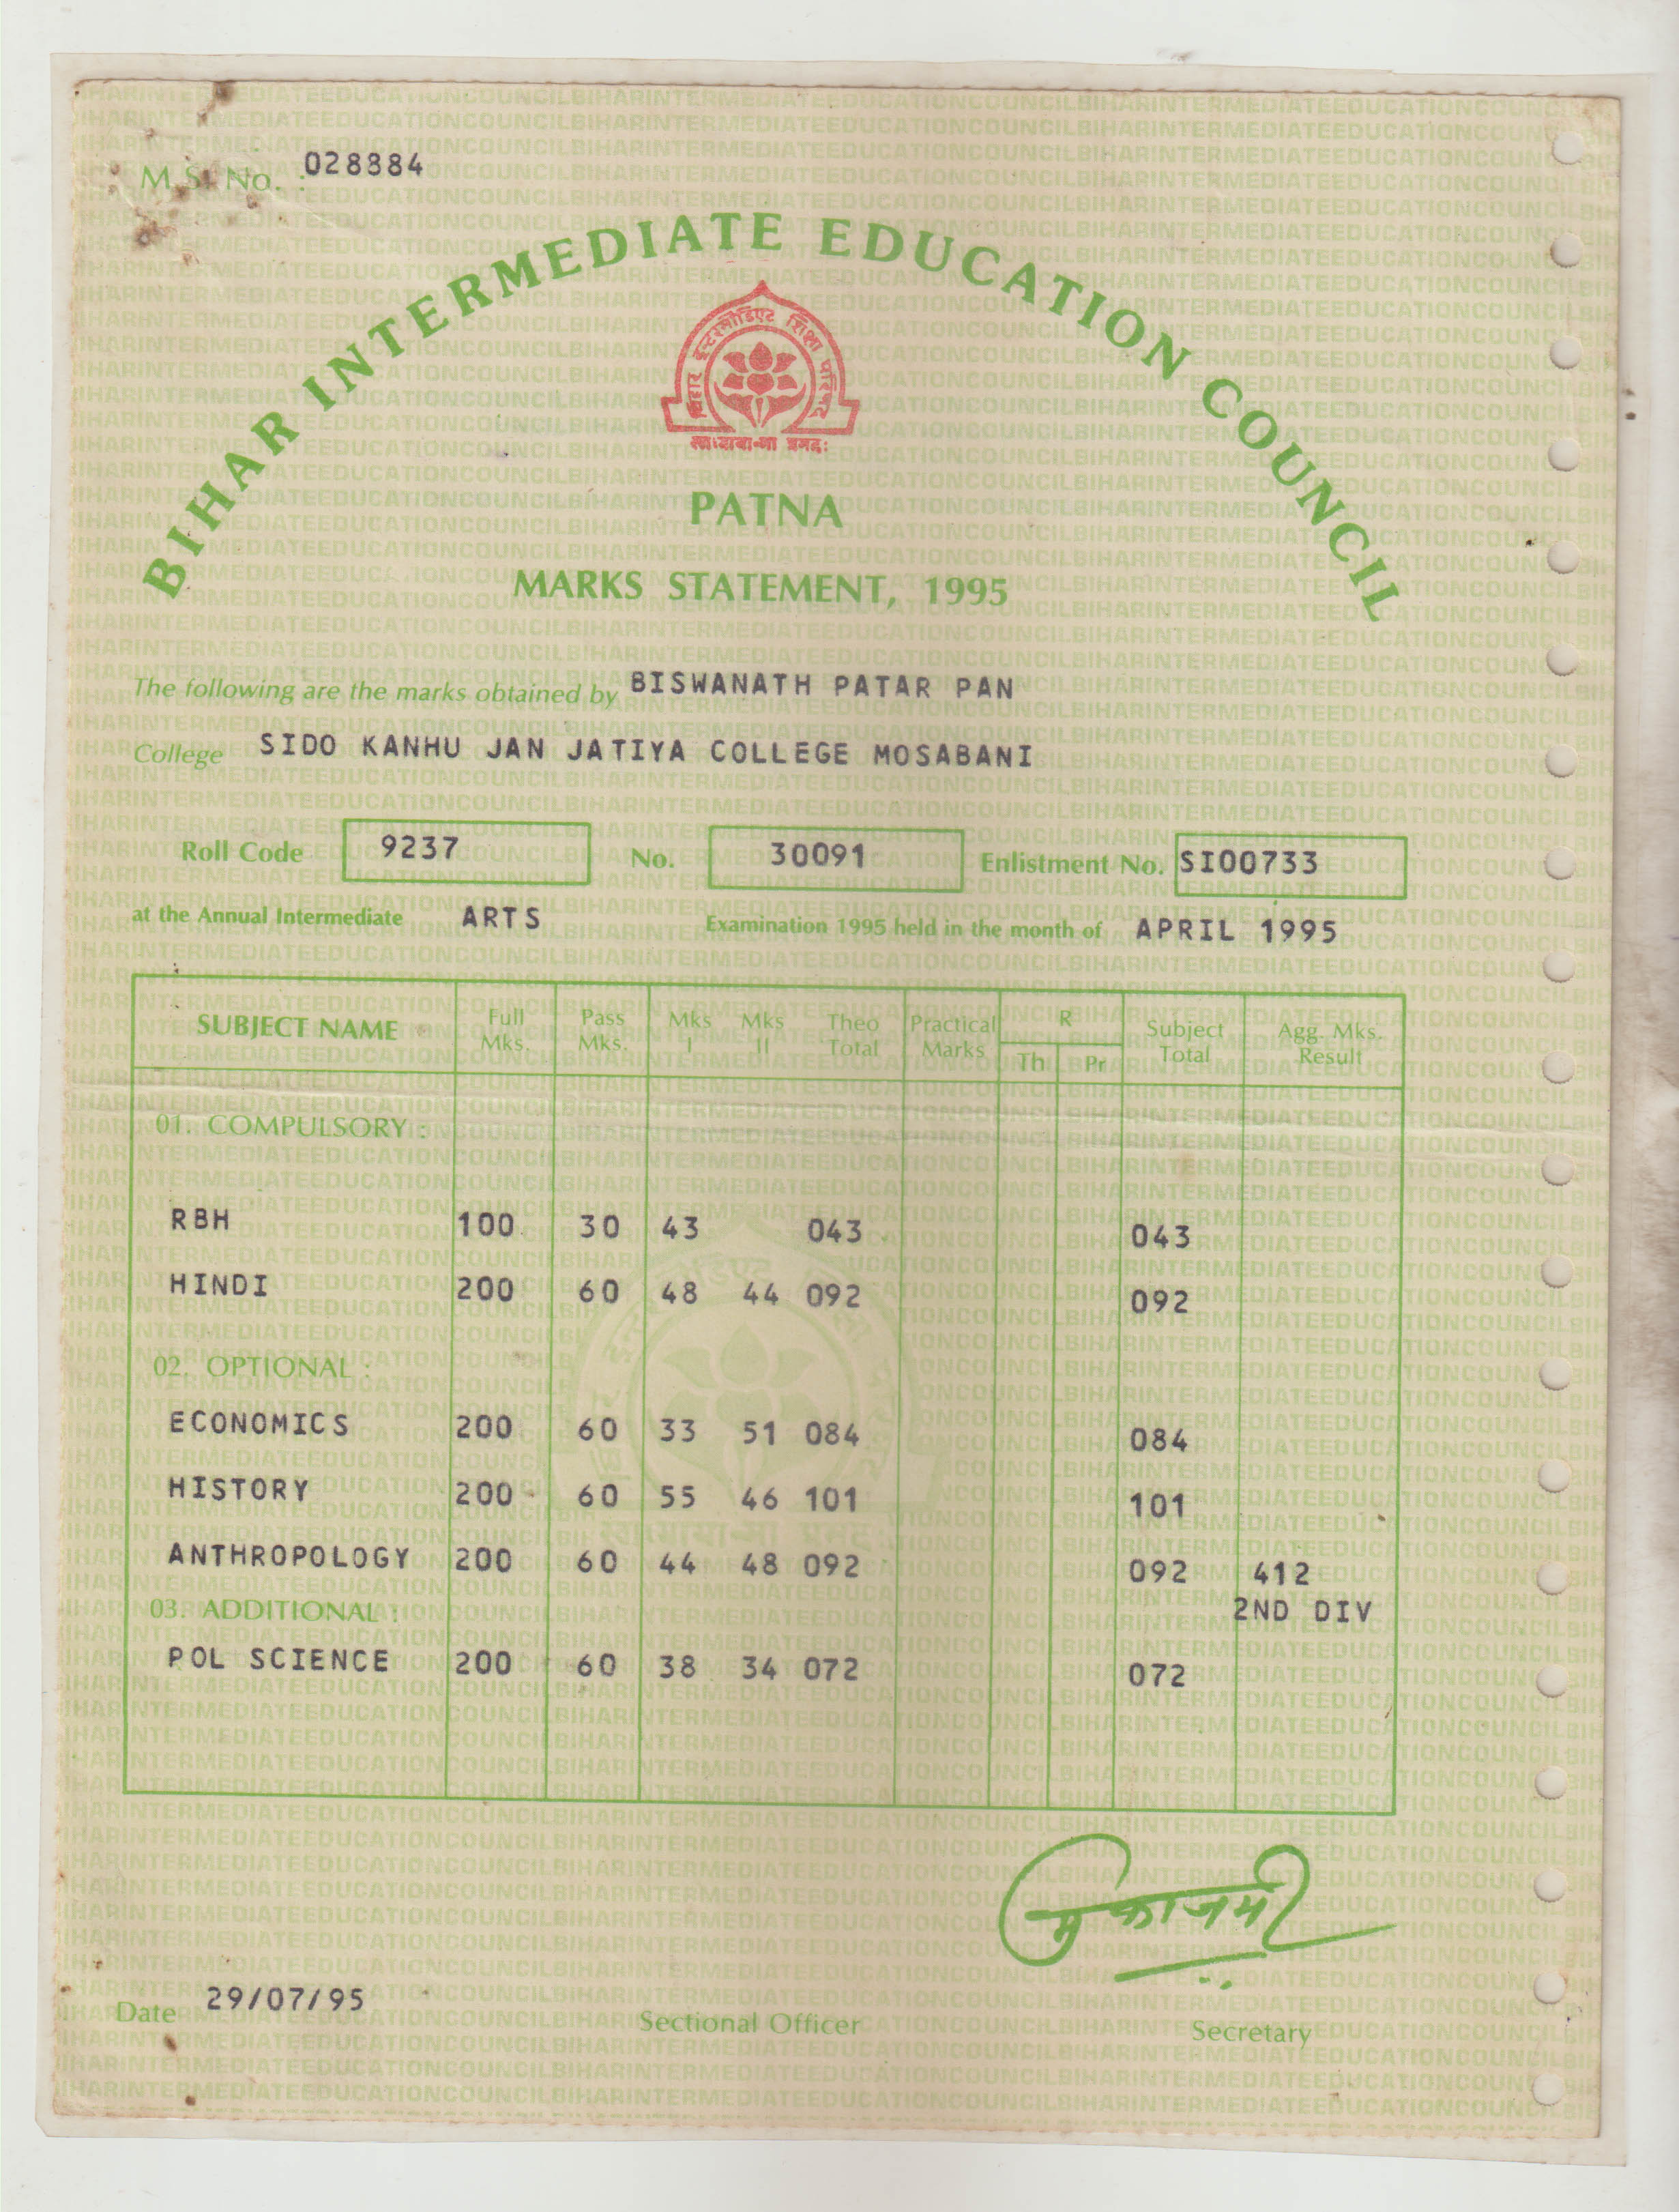 M.S. No. : 028884
BIHAR INTERMEDIATE EDUCATION COUNCIL
बिहार इन्टरमीडिएट शिक्षा परिषद
स्वाध्यायान्मा प्रमदः
PATNA
MARKS STATEMENT, 1995
The following are the marks obtained by BISWANATH PATAR PAN
College SIDO KANHU JAN JATIYA COLLEGE MOSABANI
Roll Code 9237 No. 30091 Enlistment No. SI00733
at the Annual Intermediate ARTS Examination 1995 held in the month of APRIL 1995
SUBJECT NAME Full Mks. Pass Mks. Mks I Mks II Theo Total Practical Marks R Th Pr Subject Total Agg. Mks. Result
01. COMPULSORY :
RBH 100 30 43 043 043
HINDI 200 60 48 44 092 092
02. OPTIONAL :
ECONOMICS 200 60 33 51 084 084
HISTORY 200 60 55 46 101 101
ANTHROPOLOGY 200 60 44 48 092 092 412
03. ADDITIONAL : 2ND DIV
POL SCIENCE 200 60 38 34 072 072
Date 29/07/95 Sectional Officer Secretary